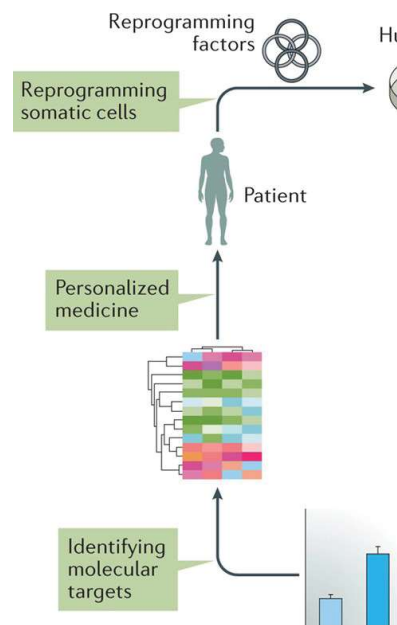 Reprogramming
factors
Reprogramming
somatic cells
Patient
Personalized
medicine
Identifying
molecular
targets